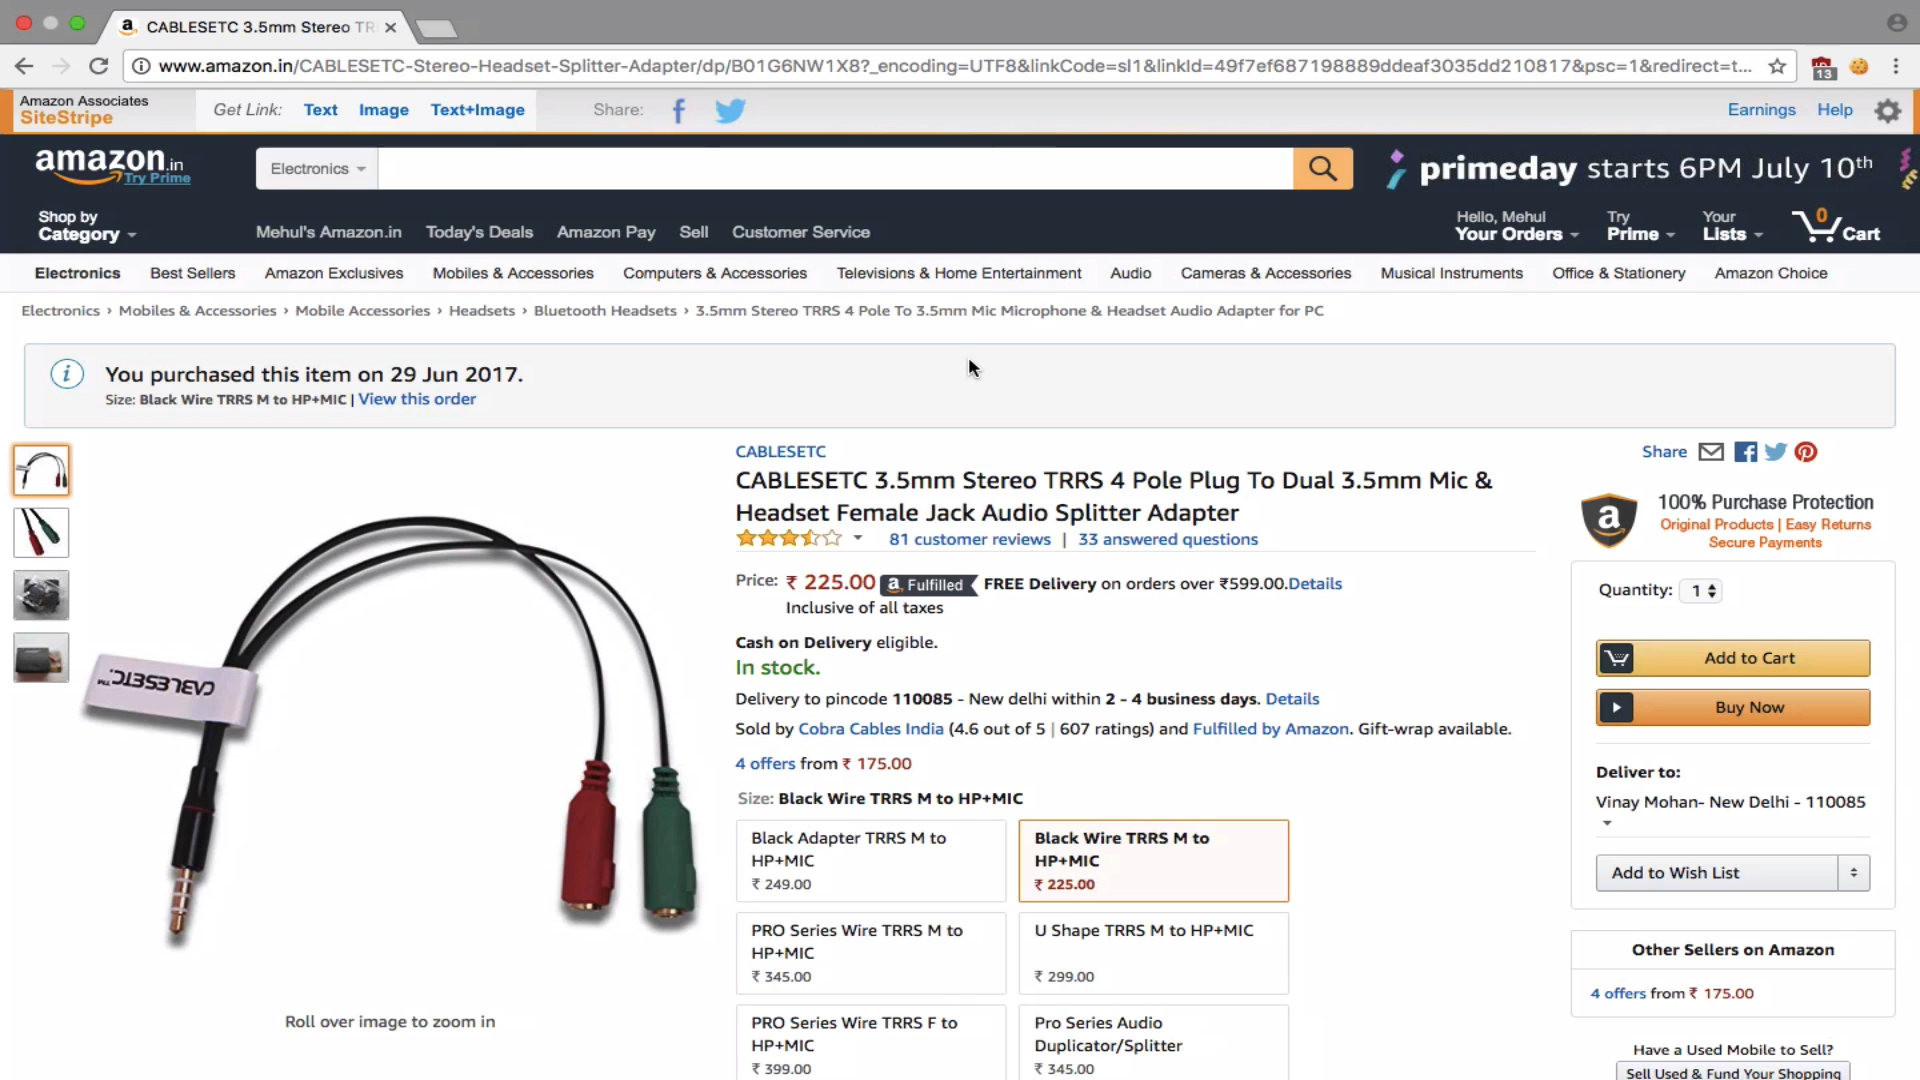 CABLESETC 3.5mm Stereo TR
www.amazon.in/CABLESETC-Stereo-Headset-Splitter-Adapter/dp/B01G6NW1X8?_encoding=UTF8&linkCode=sl1&linkId=49f7ef687198889ddeaf3035dd210817&psc=1&redirect=t...
13
Amazon Associates
SiteStripe
Get Link: Text Image Text+Image
Share:
Earnings Help
amazon.in
Try Prime
Electronics
primeday starts 6PM July 10th
Shop by
Category
Mehul's Amazon.in Today's Deals Amazon Pay Sell Customer Service
Hello, Mehul
Your Orders
Try
Prime
Your
Lists
0
Cart
Electronics Best Sellers Amazon Exclusives Mobiles & Accessories Computers & Accessories Televisions & Home Entertainment Audio Cameras & Accessories Musical Instruments Office & Stationery Amazon Choice
Electronics › Mobiles & Accessories › Mobile Accessories › Headsets › Bluetooth Headsets › 3.5mm Stereo TRRS 4 Pole To 3.5mm Mic Microphone & Headset Audio Adapter for PC
You purchased this item on 29 Jun 2017.
Size: Black Wire TRRS M to HP+MIC | View this order
CABLESETC.™
Roll over image to zoom in
CABLESETC
CABLESETC 3.5mm Stereo TRRS 4 Pole Plug To Dual 3.5mm Mic &
Headset Female Jack Audio Splitter Adapter
81 customer reviews | 33 answered questions
Price: ₹ 225.00 a Fulfilled FREE Delivery on orders over ₹599.00.Details
Inclusive of all taxes
Cash on Delivery eligible.
In stock.
Delivery to pincode 110085 - New delhi within 2 - 4 business days. Details
Sold by Cobra Cables India (4.6 out of 5 | 607 ratings) and Fulfilled by Amazon. Gift-wrap available.
4 offers from ₹ 175.00
Size: Black Wire TRRS M to HP+MIC
Black Adapter TRRS M to
HP+MIC
₹ 249.00
Black Wire TRRS M to
HP+MIC
₹ 225.00
PRO Series Wire TRRS M to
HP+MIC
₹ 345.00
U Shape TRRS M to HP+MIC
₹ 299.00
PRO Series Wire TRRS F to
HP+MIC
₹ 399.00
Pro Series Audio
Duplicator/Splitter
₹ 345.00
Share
a
100% Purchase Protection
Original Products | Easy Returns
Secure Payments
Quantity: 1
Add to Cart
Buy Now
Deliver to:
Vinay Mohan- New Delhi - 110085
Add to Wish List
Other Sellers on Amazon
4 offers from ₹ 175.00
Have a Used Mobile to Sell?
Sell Used & Fund Your Shopping